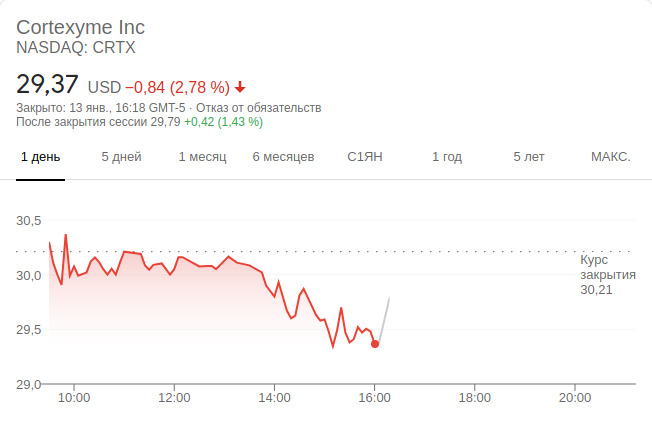 Cortexyme Inc
NASDAQ: CRTX
29,37 USD −0,84 (2,78 %)
Закрыто: 13 янв., 16:18 GMT-5 · Отказ от обязательств
После закрытия сессии 29,79 +0,42 (1,43 %)
1 день 5 дней 1 месяц 6 месяцев С1ЯН 1 год 5 лет МАКС.
30,5
Курс
закрытия
30,21
30,0
29,5
29,0
10:00 12:00 14:00 16:00 18:00 20:00